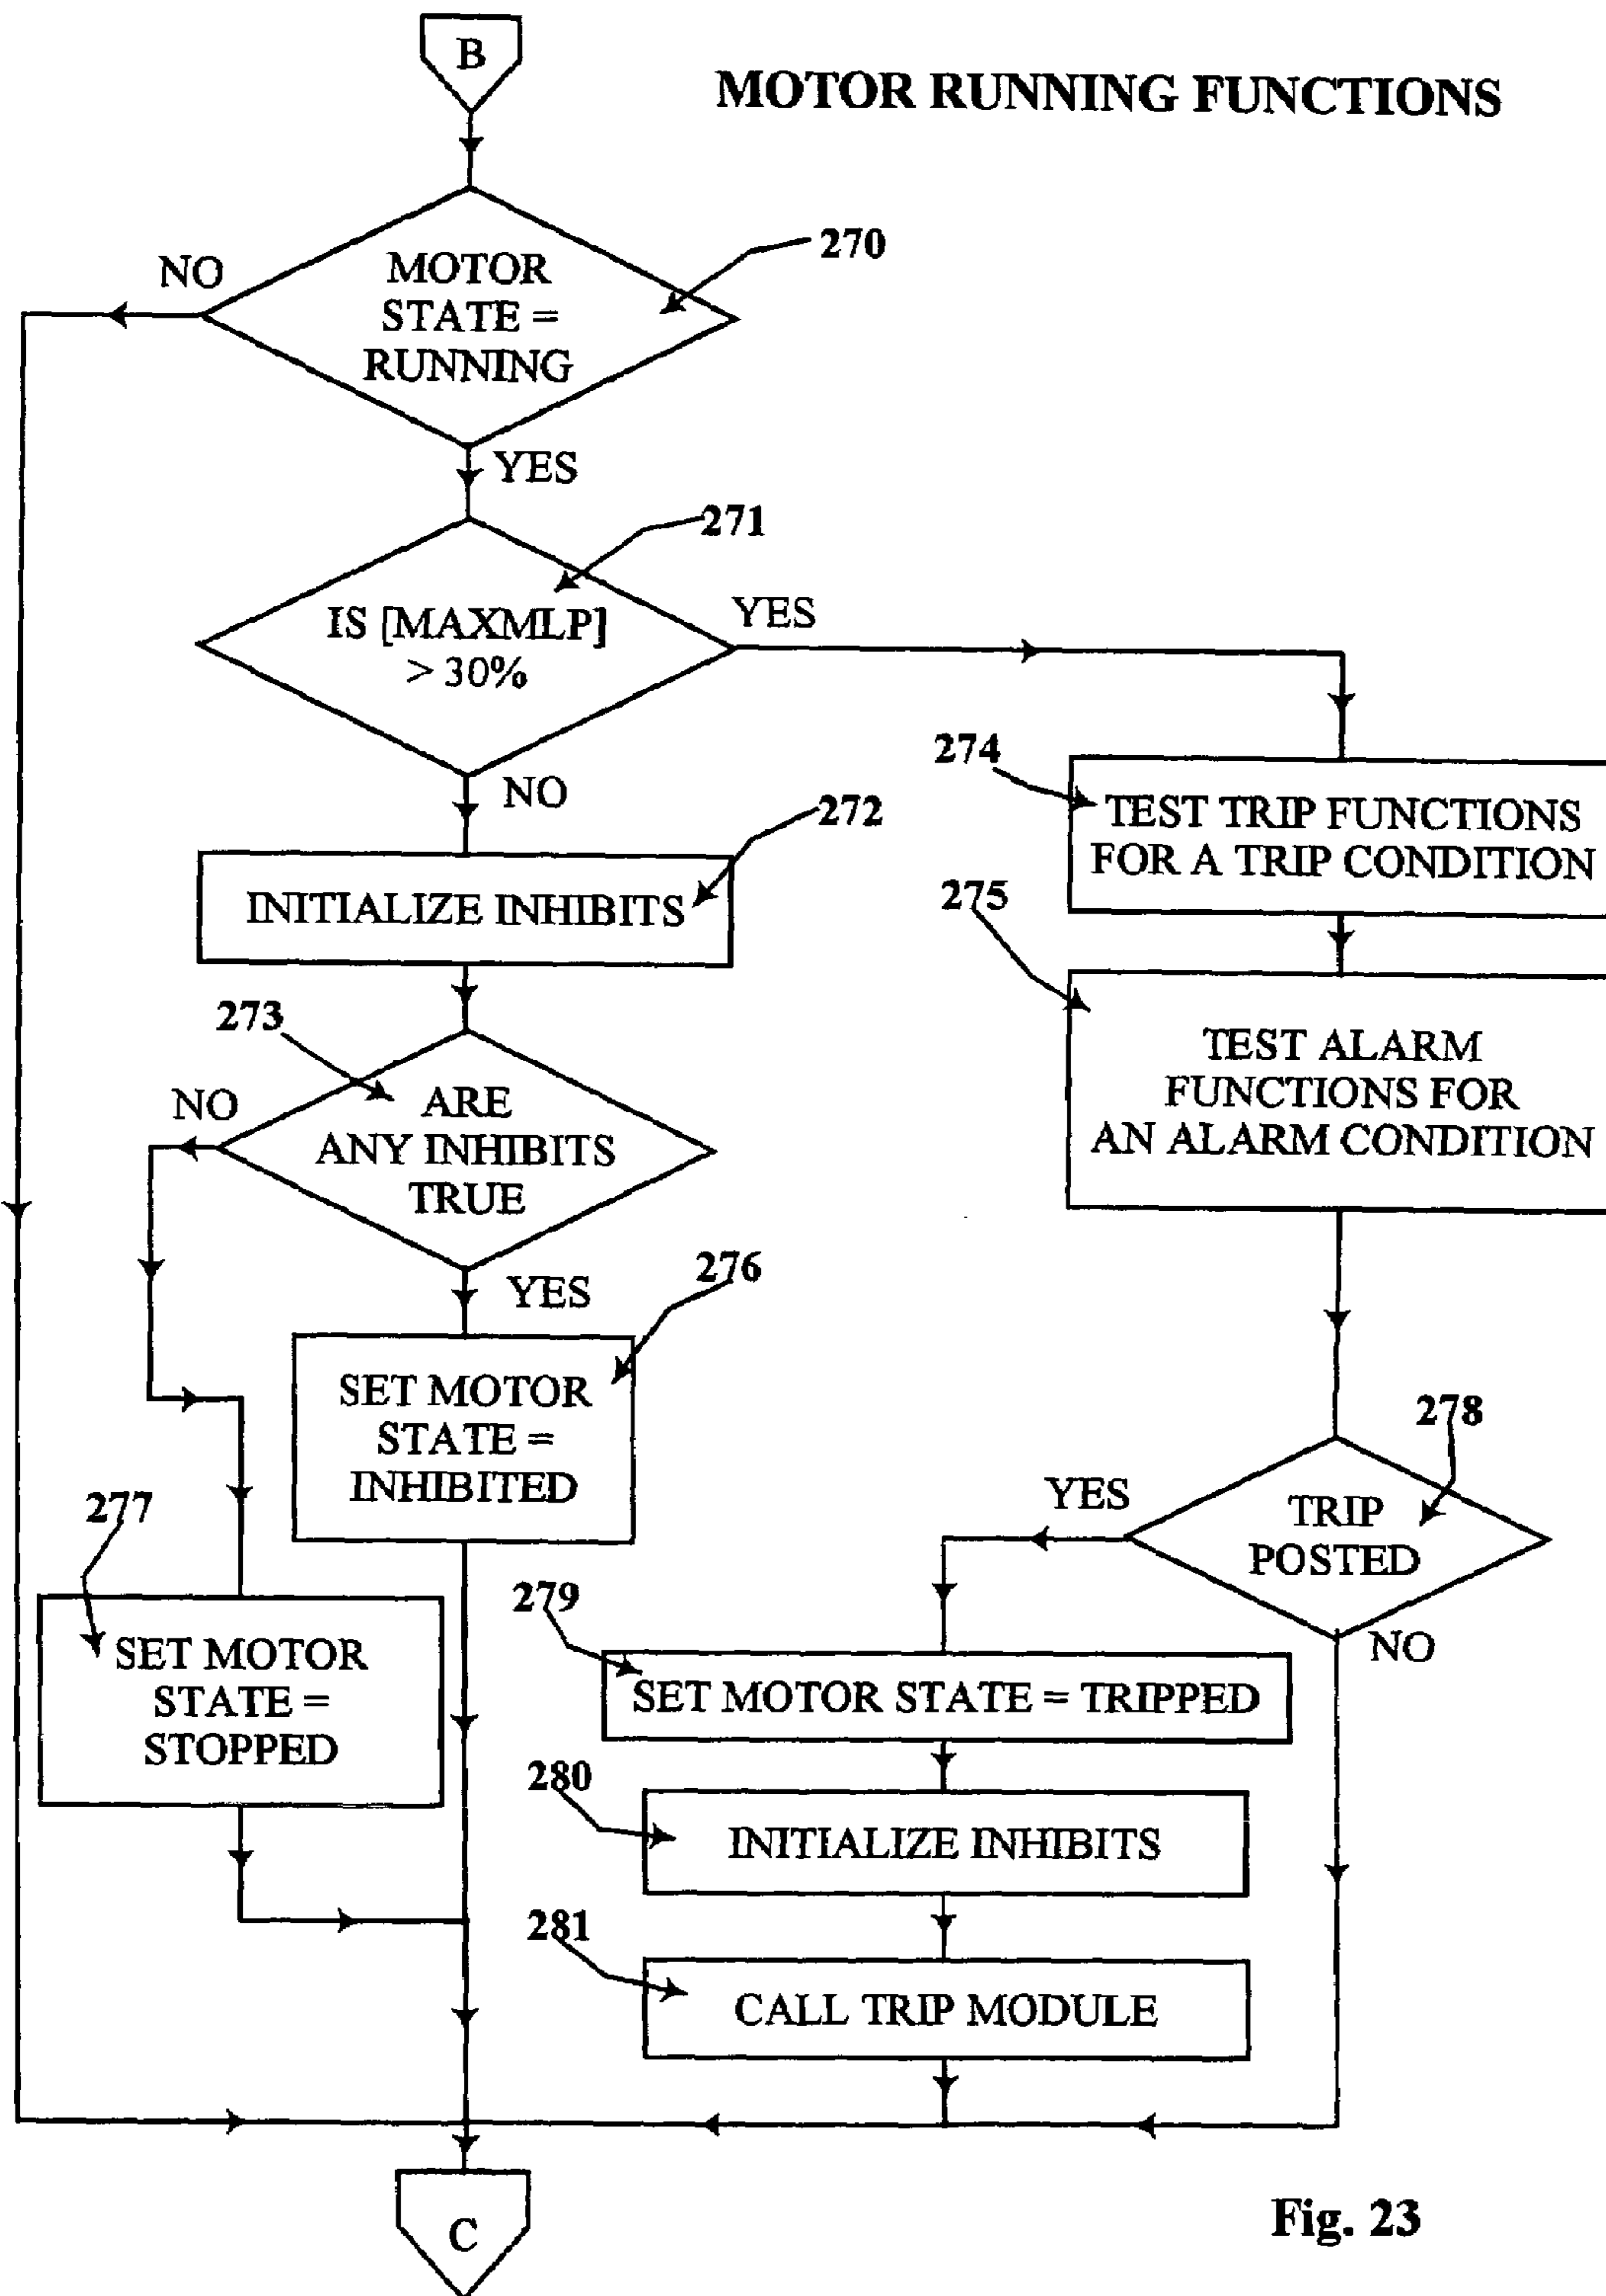 B
MOTOR RUNNING FUNCTIONS
270
NO
MOTOR
STATE =
RUNNING
YES
271
IS [MAXMLP]
> 30%
YES
NO
272
INITIALIZE INHIBITS
274
TEST TRIP FUNCTIONS
FOR A TRIP CONDITION
275
TEST ALARM
FUNCTIONS FOR
AN ALARM CONDITION
273
NO
ARE
ANY INHIBITS
TRUE
YES
276
SET MOTOR
STATE =
INHIBITED
277
SET MOTOR
STATE =
STOPPED
278
YES
TRIP
POSTED
NO
279
SET MOTOR STATE = TRIPPED
280
INITIALIZE INHIBITS
281
CALL TRIP MODULE
C
Fig. 23